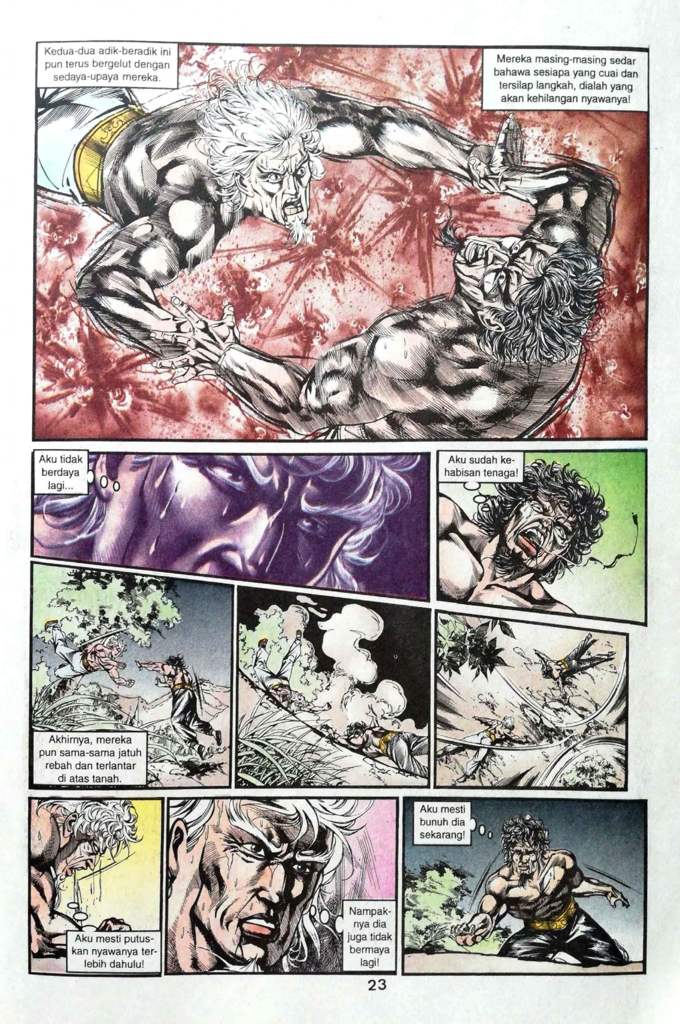 Kedua-dua adik-beradik ini
pun terus bergelut dengan
sedaya-upaya mereka.
Mereka masing-masing sedar
bahawa sesiapa yang cuai dan
tersilap langkah, dialah yang
akan kehilangan nyawanya!
Aku tidak
berdaya
lagi...
Aku sudah ke-
habisan tenaga!
Akhirnya, mereka
pun sama-sama jatuh
rebah dan terlantar
di atas tanah.
Aku mesti putus-
kan nyawanya ter-
lebih dahulu!
Nampak-
nya dia
juga tidak
bermaya
lagi!
Aku mesti
bunuh dia
sekarang!
23